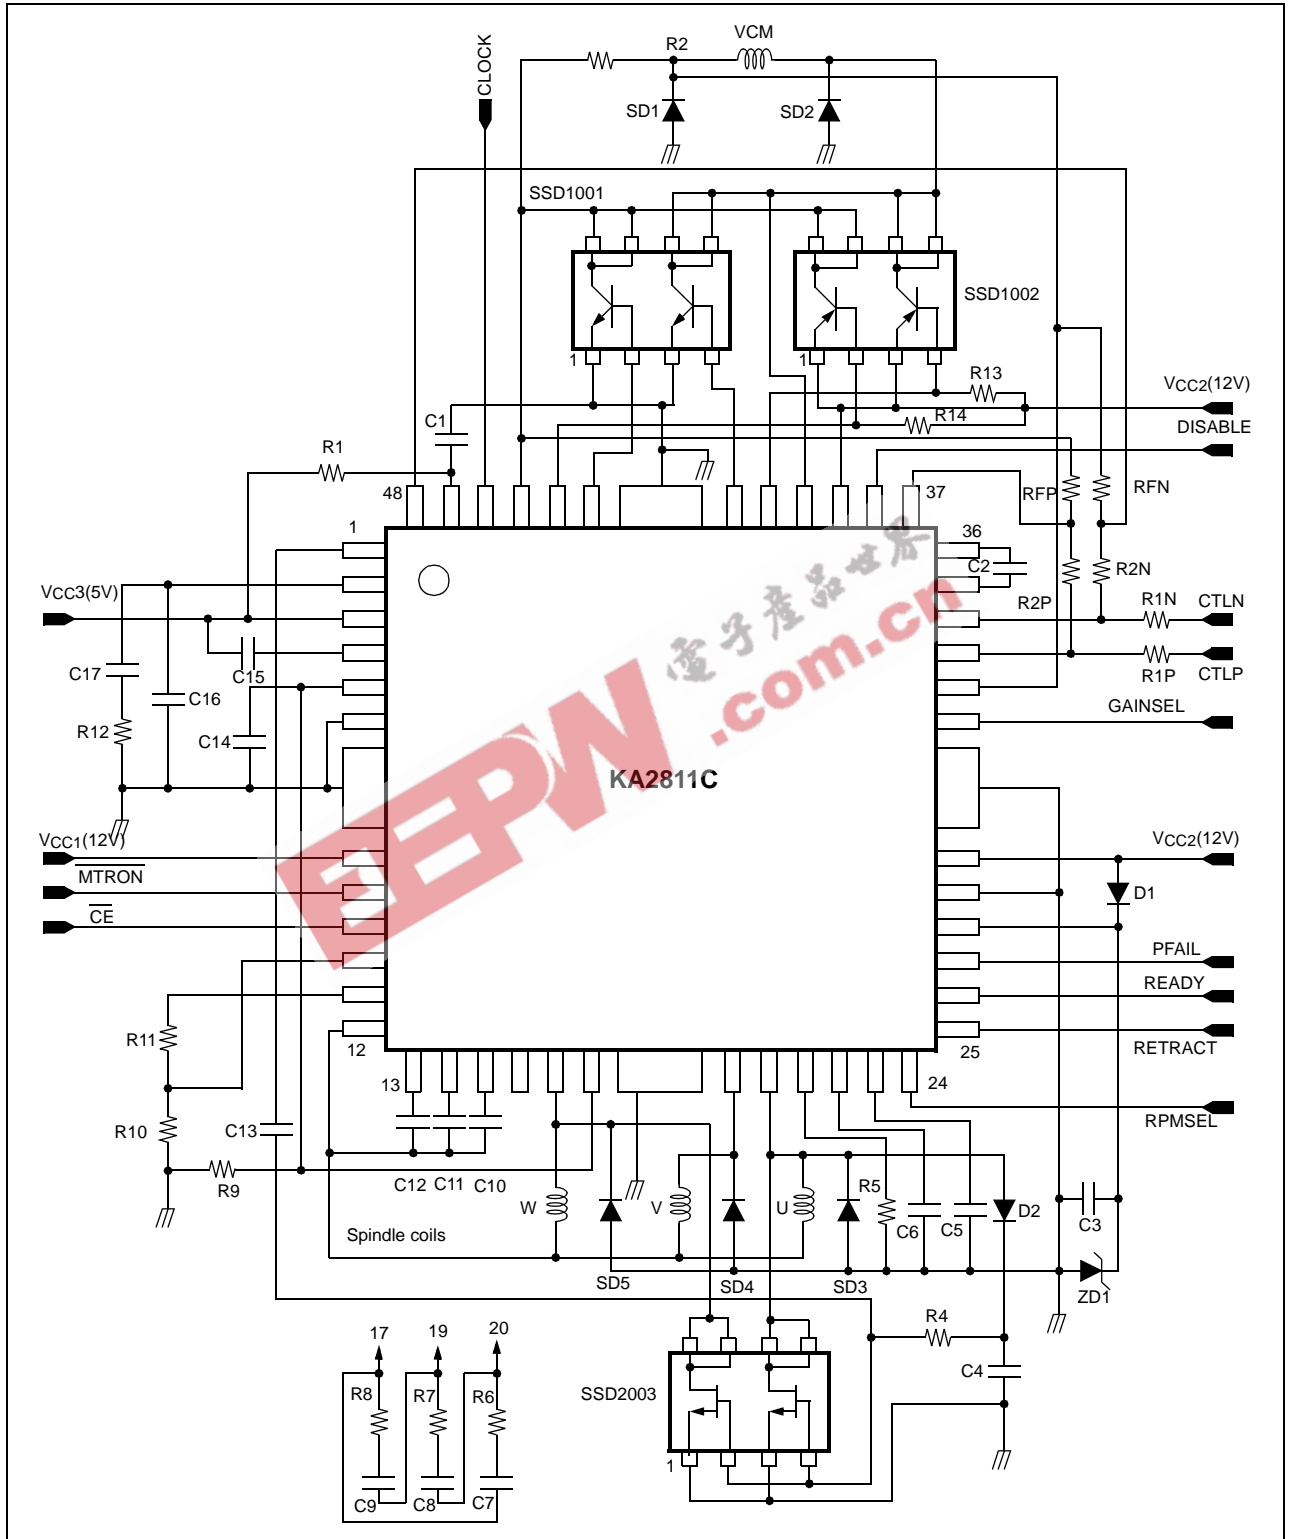 VCM
R2
CLOCK
SD1
SD2
SSD1001
SSD1002
1
1
R13
VCC2(12V)
C1
R14
DISABLE
R1
48
37
RFP
RFN
1
36
C2
VCC3(5V)
R2P
R2N
R1N
CTLN
C17
C15
C16
R1P
CTLP
R12
C14
GAINSEL
電子產品世界
.com.cn
EEPW
KA2811C
VCC1(12V)
VCC2(12V)
MTRON
D1
CE
PFAIL
READY
R11
12
25
RETRACT
13
24
R10
C13
RPMSEL
R9
C12
C11
C10
W
V
U
R5
C6
C5
D2
C3
Spindle coils
SD5
SD4
SD3
ZD1
17
19
20
R4
R8
R7
R6
SSD2003
C4
1
C9
C8
C7